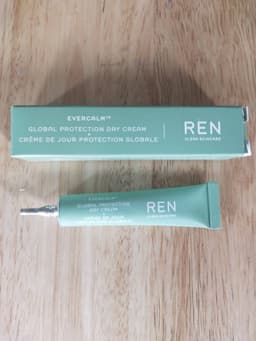 EVERCALM™
GLOBAL PROTECTION DAY CREAM
CRÈME DE JOUR PROTECTION GLOBALE
REN
CLEAN SKINCARE
EVERCALM™
GLOBAL PROTECTION
DAY CREAM
CRÈME DE JOUR
REN